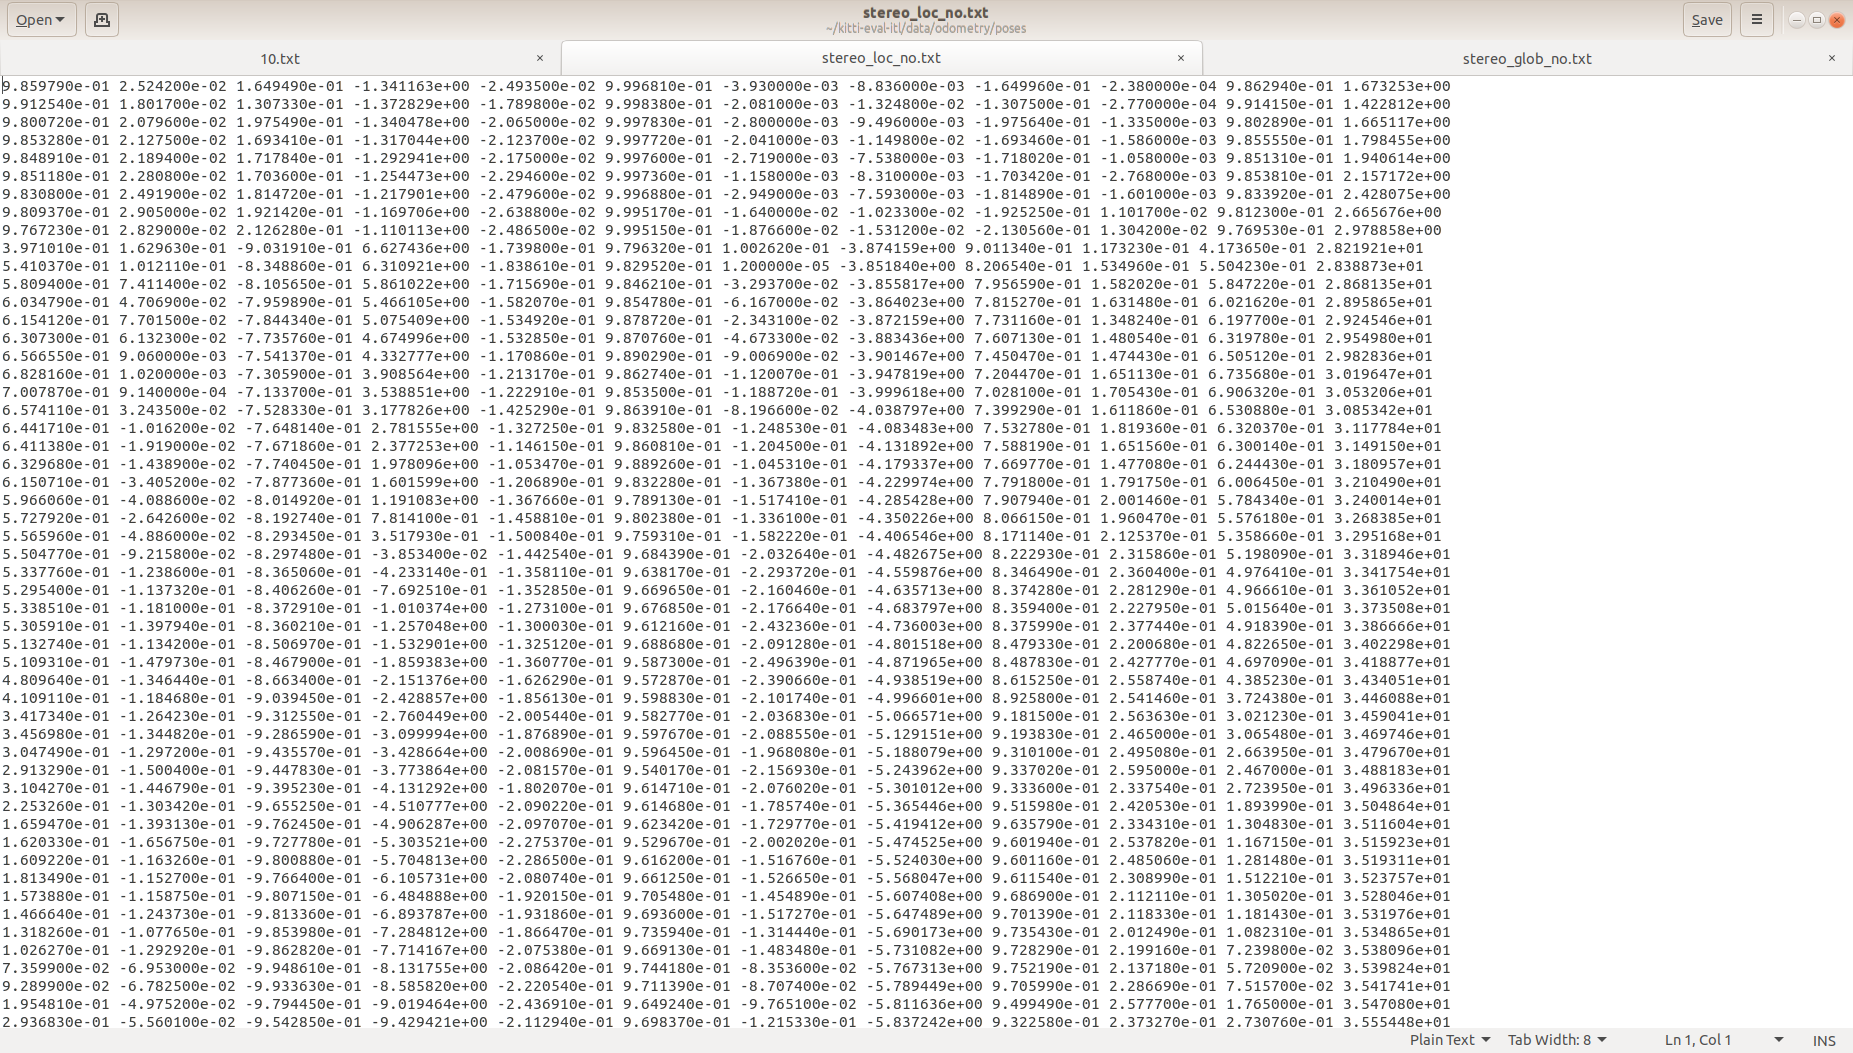 Open
stereo_loc_no.txt
~/kitti-eval-itl/data/odometry/poses
Save
10.txt
stereo_loc_no.txt
stereo_glob_no.txt
9.859790e-01 2.524200e-02 1.649490e-01 -1.341163e+00 -2.493500e-02 9.996810e-01 -3.930000e-03 -8.836000e-03 -1.649960e-01 -2.380000e-04 9.862940e-01 1.673253e+00
9.912540e-01 1.801700e-02 1.307330e-01 -1.372829e+00 -1.789800e-02 9.998380e-01 -2.081000e-03 -1.324800e-02 -1.307500e-01 -2.770000e-04 9.914150e-01 1.422812e+00
9.800720e-01 2.079600e-02 1.975490e-01 -1.340478e+00 -2.065000e-02 9.997830e-01 -2.800000e-03 -9.496000e-03 -1.975640e-01 -1.335000e-03 9.802890e-01 1.665117e+00
9.853280e-01 2.127500e-02 1.693410e-01 -1.317044e+00 -2.123700e-02 9.997720e-01 -2.041000e-03 -1.149800e-02 -1.693460e-01 -1.586000e-03 9.855550e-01 1.798455e+00
9.848910e-01 2.189400e-02 1.717840e-01 -1.292941e+00 -2.175000e-02 9.997600e-01 -2.719000e-03 -7.538000e-03 -1.718020e-01 -1.058000e-03 9.851310e-01 1.940614e+00
9.851180e-01 2.280800e-02 1.703600e-01 -1.254473e+00 -2.294600e-02 9.997360e-01 -1.158000e-03 -8.310000e-03 -1.703420e-01 -2.768000e-03 9.853810e-01 2.157172e+00
9.830800e-01 2.491900e-02 1.814720e-01 -1.217901e+00 -2.479600e-02 9.996880e-01 -2.949000e-03 -7.593000e-03 -1.814890e-01 -1.601000e-03 9.833920e-01 2.428075e+00
9.809370e-01 2.905000e-02 1.921420e-01 -1.169706e+00 -2.638800e-02 9.995170e-01 -1.640000e-02 -1.023300e-02 -1.925250e-01 1.101700e-02 9.812300e-01 2.665676e+00
9.767230e-01 2.829000e-02 2.126280e-01 -1.110113e+00 -2.486500e-02 9.995150e-01 -1.876600e-02 -1.531200e-02 -2.130560e-01 1.304200e-02 9.769530e-01 2.978858e+00
3.971010e-01 1.629630e-01 -9.031910e-01 6.627436e+00 -1.739800e-01 9.796320e-01 1.002620e-01 -3.874159e+00 9.011340e-01 1.173230e-01 4.173650e-01 2.821921e+01
5.410370e-01 1.012110e-01 -8.348860e-01 6.310921e+00 -1.838610e-01 9.829520e-01 1.200000e-05 -3.851840e+00 8.206540e-01 1.534960e-01 5.504230e-01 2.838873e+01
5.809400e-01 7.411400e-02 -8.105650e-01 5.861022e+00 -1.715690e-01 9.846210e-01 -3.293700e-02 -3.855817e+00 7.956590e-01 1.582020e-01 5.847220e-01 2.868135e+01
6.034790e-01 4.706900e-02 -7.959890e-01 5.466105e+00 -1.582070e-01 9.854780e-01 -6.167000e-02 -3.864023e+00 7.815270e-01 1.631480e-01 6.021620e-01 2.895865e+01
6.154120e-01 7.701500e-02 -7.844340e-01 5.075409e+00 -1.534920e-01 9.878720e-01 -2.343100e-02 -3.872159e+00 7.731160e-01 1.348240e-01 6.197700e-01 2.924546e+01
6.307300e-01 6.132300e-02 -7.735760e-01 4.674996e+00 -1.532850e-01 9.870760e-01 -4.673300e-02 -3.883436e+00 7.607130e-01 1.480540e-01 6.319780e-01 2.954980e+01
6.566550e-01 9.060000e-03 -7.541370e-01 4.332777e+00 -1.170860e-01 9.890290e-01 -9.006900e-02 -3.901467e+00 7.450470e-01 1.474430e-01 6.505120e-01 2.982836e+01
6.828160e-01 1.020000e-03 -7.305900e-01 3.908564e+00 -1.213170e-01 9.862740e-01 -1.120070e-01 -3.947819e+00 7.204470e-01 1.651130e-01 6.735680e-01 3.019647e+01
7.007870e-01 9.140000e-04 -7.133700e-01 3.538851e+00 -1.222910e-01 9.853500e-01 -1.188720e-01 -3.999618e+00 7.028100e-01 1.705430e-01 6.906320e-01 3.053206e+01
6.574110e-01 3.243500e-02 -7.528330e-01 3.177826e+00 -1.425290e-01 9.863910e-01 -8.196600e-02 -4.038797e+00 7.399290e-01 1.611860e-01 6.530880e-01 3.085342e+01
6.441710e-01 -1.016200e-02 -7.648140e-01 2.781555e+00 -1.327250e-01 9.832580e-01 -1.248530e-01 -4.083483e+00 7.532780e-01 1.819360e-01 6.320370e-01 3.117784e+01
6.411380e-01 -1.919000e-02 -7.671860e-01 2.377253e+00 -1.146150e-01 9.860810e-01 -1.204500e-01 -4.131892e+00 7.588190e-01 1.651560e-01 6.300140e-01 3.149150e+01
6.329680e-01 -1.438900e-02 -7.740450e-01 1.978096e+00 -1.053470e-01 9.889260e-01 -1.045310e-01 -4.179337e+00 7.669770e-01 1.477080e-01 6.244430e-01 3.180957e+01
6.150710e-01 -3.405200e-02 -7.877360e-01 1.601599e+00 -1.206890e-01 9.832280e-01 -1.367380e-01 -4.229974e+00 7.791800e-01 1.791750e-01 6.006450e-01 3.210490e+01
5.966060e-01 -4.088600e-02 -8.014920e-01 1.191083e+00 -1.367660e-01 9.789130e-01 -1.517410e-01 -4.285428e+00 7.907940e-01 2.001460e-01 5.784340e-01 3.240014e+01
5.727920e-01 -2.642600e-02 -8.192740e-01 7.814100e-01 -1.458810e-01 9.802380e-01 -1.336100e-01 -4.350226e+00 8.066150e-01 1.960470e-01 5.576180e-01 3.268385e+01
5.565960e-01 -4.886000e-02 -8.293450e-01 3.517930e-01 -1.500840e-01 9.759310e-01 -1.582220e-01 -4.406546e+00 8.171140e-01 2.125370e-01 5.358660e-01 3.295168e+01
5.504770e-01 -9.215800e-02 -8.297480e-01 -3.853400e-02 -1.442540e-01 9.684390e-01 -2.032640e-01 -4.482675e+00 8.222930e-01 2.315860e-01 5.198090e-01 3.318946e+01
5.337760e-01 -1.238600e-01 -8.365060e-01 -4.233140e-01 -1.358110e-01 9.638170e-01 -2.293720e-01 -4.559876e+00 8.346490e-01 2.360400e-01 4.976410e-01 3.341754e+01
5.295400e-01 -1.137320e-01 -8.406260e-01 -7.692510e-01 -1.352850e-01 9.669650e-01 -2.160460e-01 -4.635713e+00 8.374280e-01 2.281290e-01 4.966610e-01 3.361052e+01
5.338510e-01 -1.181000e-01 -8.372910e-01 -1.010374e+00 -1.273100e-01 9.676850e-01 -2.176640e-01 -4.683797e+00 8.359400e-01 2.227950e-01 5.015640e-01 3.373508e+01
5.305910e-01 -1.397940e-01 -8.360210e-01 -1.257048e+00 -1.300030e-01 9.612160e-01 -2.432360e-01 -4.736003e+00 8.375990e-01 2.377440e-01 4.918390e-01 3.386666e+01
5.132740e-01 -1.134200e-01 -8.506970e-01 -1.532901e+00 -1.325120e-01 9.688680e-01 -2.091280e-01 -4.801518e+00 8.479330e-01 2.200680e-01 4.822650e-01 3.402298e+01
5.109310e-01 -1.479730e-01 -8.467900e-01 -1.859383e+00 -1.360770e-01 9.587300e-01 -2.496390e-01 -4.871965e+00 8.487830e-01 2.427770e-01 4.697090e-01 3.418877e+01
4.809640e-01 -1.346440e-01 -8.663400e-01 -2.151376e+00 -1.626290e-01 9.572870e-01 -2.390660e-01 -4.938519e+00 8.615250e-01 2.558740e-01 4.385230e-01 3.434051e+01
4.109110e-01 -1.184680e-01 -9.039450e-01 -2.428857e+00 -1.856130e-01 9.598830e-01 -2.101740e-01 -4.996601e+00 8.925800e-01 2.541460e-01 3.724380e-01 3.446088e+01
3.417340e-01 -1.264230e-01 -9.312550e-01 -2.760449e+00 -2.005440e-01 9.582770e-01 -2.036830e-01 -5.066571e+00 9.181500e-01 2.563630e-01 3.021230e-01 3.459041e+01
3.456980e-01 -1.344820e-01 -9.286590e-01 -3.099994e+00 -1.876890e-01 9.597670e-01 -2.088550e-01 -5.129151e+00 9.193830e-01 2.465000e-01 3.065480e-01 3.469746e+01
3.047490e-01 -1.297200e-01 -9.435570e-01 -3.428664e+00 -2.008690e-01 9.596450e-01 -1.968080e-01 -5.188079e+00 9.310100e-01 2.495080e-01 2.663950e-01 3.479670e+01
2.913290e-01 -1.500400e-01 -9.447830e-01 -3.773864e+00 -2.081570e-01 9.540170e-01 -2.156930e-01 -5.243962e+00 9.337020e-01 2.595000e-01 2.467000e-01 3.488183e+01
3.104270e-01 -1.446790e-01 -9.395230e-01 -4.131292e+00 -1.802070e-01 9.614710e-01 -2.076020e-01 -5.301012e+00 9.333600e-01 2.337540e-01 2.723950e-01 3.496336e+01
2.253260e-01 -1.303420e-01 -9.655250e-01 -4.510777e+00 -2.090220e-01 9.614680e-01 -1.785740e-01 -5.365446e+00 9.515980e-01 2.420530e-01 1.893990e-01 3.504864e+01
1.659470e-01 -1.393130e-01 -9.762450e-01 -4.906287e+00 -2.097070e-01 9.623420e-01 -1.729770e-01 -5.419412e+00 9.635790e-01 2.334310e-01 1.304830e-01 3.511604e+01
1.620330e-01 -1.656750e-01 -9.727780e-01 -5.303521e+00 -2.275370e-01 9.529670e-01 -2.002020e-01 -5.474525e+00 9.601940e-01 2.537820e-01 1.167150e-01 3.515923e+01
1.609220e-01 -1.163260e-01 -9.800880e-01 -5.704813e+00 -2.286500e-01 9.616200e-01 -1.516760e-01 -5.524030e+00 9.601160e-01 2.485060e-01 1.281480e-01 3.519311e+01
1.813490e-01 -1.152700e-01 -9.766400e-01 -6.105731e+00 -2.080740e-01 9.661250e-01 -1.526650e-01 -5.568047e+00 9.611540e-01 2.308990e-01 1.512210e-01 3.523757e+01
1.573880e-01 -1.158750e-01 -9.807150e-01 -6.484888e+00 -1.920150e-01 9.705480e-01 -1.454890e-01 -5.607408e+00 9.686900e-01 2.112110e-01 1.305020e-01 3.528046e+01
1.466640e-01 -1.243730e-01 -9.813360e-01 -6.893787e+00 -1.931860e-01 9.693600e-01 -1.517270e-01 -5.647489e+00 9.701390e-01 2.118330e-01 1.181430e-01 3.531976e+01
1.318260e-01 -1.077650e-01 -9.853980e-01 -7.284812e+00 -1.866470e-01 9.735940e-01 -1.314440e-01 -5.690173e+00 9.735430e-01 2.012490e-01 1.082310e-01 3.534865e+01
1.026270e-01 -1.292920e-01 -9.862820e-01 -7.714167e+00 -2.075380e-01 9.669130e-01 -1.483480e-01 -5.731082e+00 9.728290e-01 2.199160e-01 7.239800e-02 3.538096e+01
7.359900e-02 -6.953000e-02 -9.948610e-01 -8.131755e+00 -2.086420e-01 9.744180e-01 -8.353600e-02 -5.767313e+00 9.752190e-01 2.137180e-01 5.720900e-02 3.539824e+01
9.289900e-02 -6.782500e-02 -9.933630e-01 -8.585820e+00 -2.220540e-01 9.711390e-01 -8.707400e-02 -5.789449e+00 9.705990e-01 2.286690e-01 7.515700e-02 3.541741e+01
1.954810e-01 -4.975200e-02 -9.794450e-01 -9.019464e+00 -2.436910e-01 9.649240e-01 -9.765100e-02 -5.811636e+00 9.499490e-01 2.577700e-01 1.765000e-01 3.547080e+01
2.936830e-01 -5.560100e-02 -9.542850e-01 -9.429421e+00 -2.112940e-01 9.698370e-01 -1.215330e-01 -5.837242e+00 9.322580e-01 2.373270e-01 2.730760e-01 3.555448e+01
Plain Text
Tab Width: 8
Ln 1, Col 1
INS